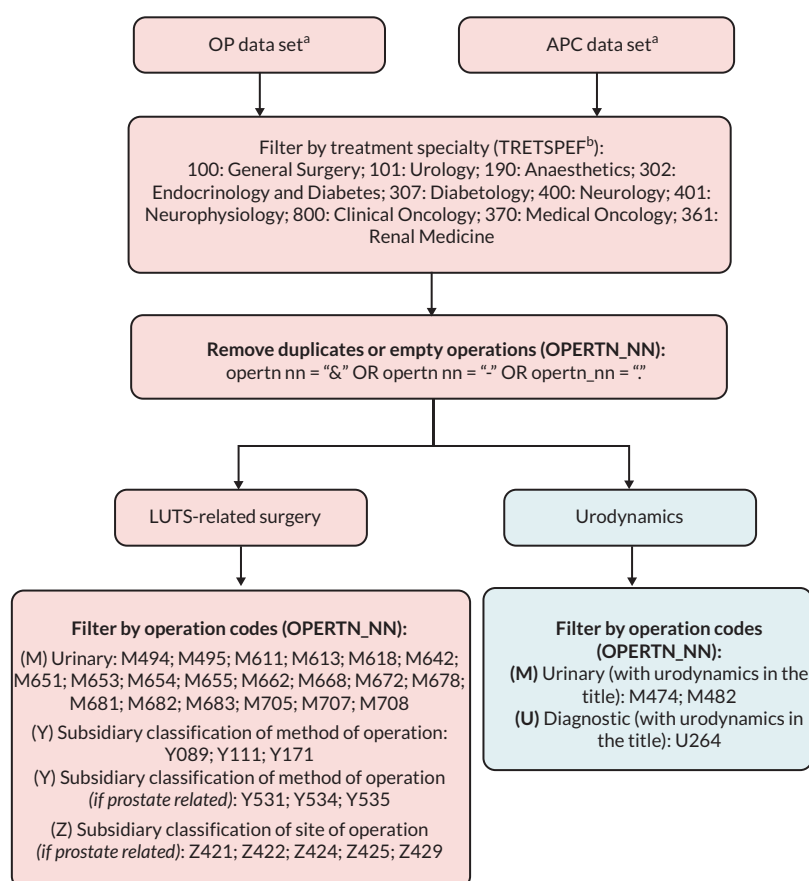 OP data setᵃ
APC data setᵃ
Filter by treatment specialty (TRETSPEFᵇ):
100: General Surgery; 101: Urology; 190: Anaesthetics; 302:
Endocrinology and Diabetes; 307: Diabetology; 400: Neurology; 401:
Neurophysiology; 800: Clinical Oncology; 370: Medical Oncology; 361:
Renal Medicine
Remove duplicates or empty operations (OPERTN_NN):
opertn nn = “&” OR opertn nn = “-” OR opertn_nn = “.”
LUTS-related surgery
Urodynamics
Filter by operation codes (OPERTN_NN):
(M) Urinary: M494; M495; M611; M613; M618; M642;
M651; M653; M654; M655; M662; M668; M672; M678;
M681; M682; M683; M705; M707; M708
(Y) Subsidiary classification of method of operation:
Y089; Y111; Y171
(Y) Subsidiary classification of method of operation
(if prostate related): Y531; Y534; Y535
(Z) Subsidiary classification of site of operation
(if prostate related): Z421; Z422; Z424; Z425; Z429
Filter by operation codes
(OPERTN_NN):
(M) Urinary (with urodynamics in the
title): M474; M482
(U) Diagnostic (with urodynamics in
the title): U264